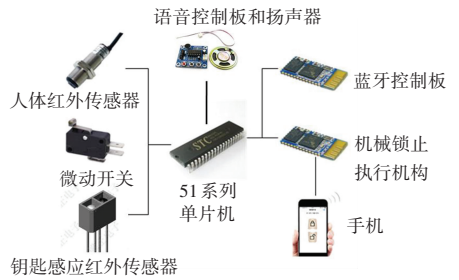 语音控制板和扬声器
人体红外传感器
蓝牙控制板
STC
微动开关
51系列
单片机
机械锁止
执行机构
手机
钥匙感应红外传感器